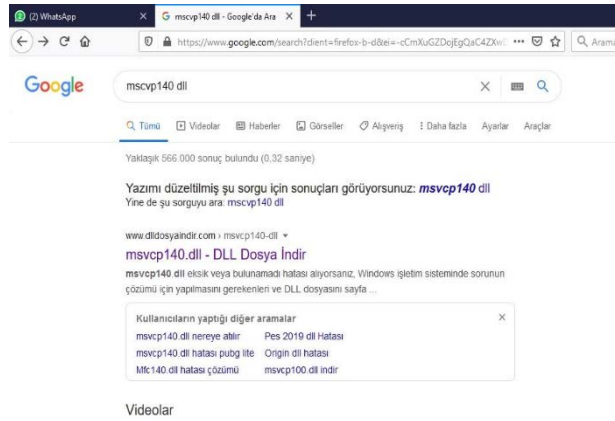 (2) WhatsApp
mscvp140 dll - Google'da Ara
https://www.google.com/search?client=firefox-b-d&ei=-cCmXuGZDojEgQaC4ZXw
Arama
Google
mscvp140 dll
Tümü Videolar Haberler Görseller Alışveriş Daha fazla Ayarlar Araçlar
Yaklaşık 566.000 sonuç bulundu (0,32 saniye)
Yazımı düzeltilmiş şu sorgu için sonuçları görüyorsunuz: msvcp140 dll
Yine de şu sorguyu ara: mscvp140 dll
www.dlldosyaindir.com › msvcp140-dll
msvcp140.dll - DLL Dosya İndir
msvcp140 dll eksik veya bulunamadı hatası alıyorsanız, Windows işletim sisteminde sorunun
çözümü için yapılması gerekenleri ve DLL dosyasını sayfa ...
Kullanıcıların yaptığı diğer aramalar
msvcp140.dll nereye atılır Pes 2019 dll Hatası
msvcp140.dll hatası pubg lite Origin dll hatası
Mfc140.dll hatası çözümü msvcp100.dll indir
Videolar